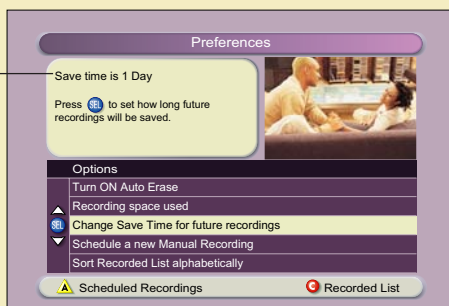 Preferences
Save time is 1 Day
Press SEL to set how long future
recordings will be saved.
Options
Turn ON Auto Erase
Recording space used
SEL Change Save Time for future recordings
Schedule a new Manual Recording
Sort Recorded List alphabetically
A Scheduled Recordings C Recorded List